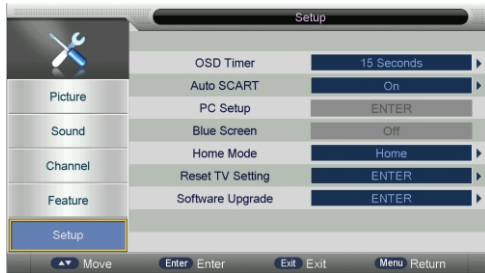 Setup
OSD Timer 15 Seconds
Auto SCART On
Picture
PC Setup ENTER
Sound
Blue Screen Off
Home Mode Home
Channel
Reset TV Setting ENTER
Feature
Software Upgrade ENTER
Setup
Move Enter Enter Exit Exit Menu Return